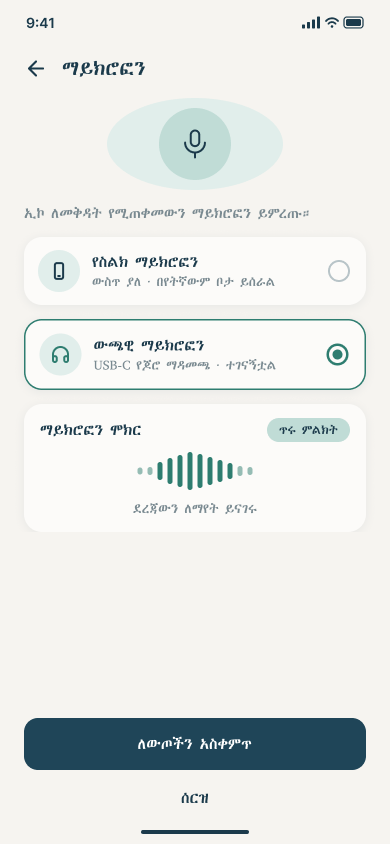 9:41
ማይክሮፎን
ኢኮ ለመቅዳት የሚጠቀመውን ማይክሮፎን ይምረጡ።
የስልክ ማይክሮፎን
ውስጥ ያለ · በየትኛውም ቦታ ይሰራል
ውጫዊ ማይክሮፎን
USB-C የጆሮ ማዳመጫ · ተገናኝቷል
ማይክሮፎን ሞክር
ጥሩ ምልክት
ደረጃውን ለማየት ይናገሩ
ለውጦችን አስቀምጥ
ሰርዝ